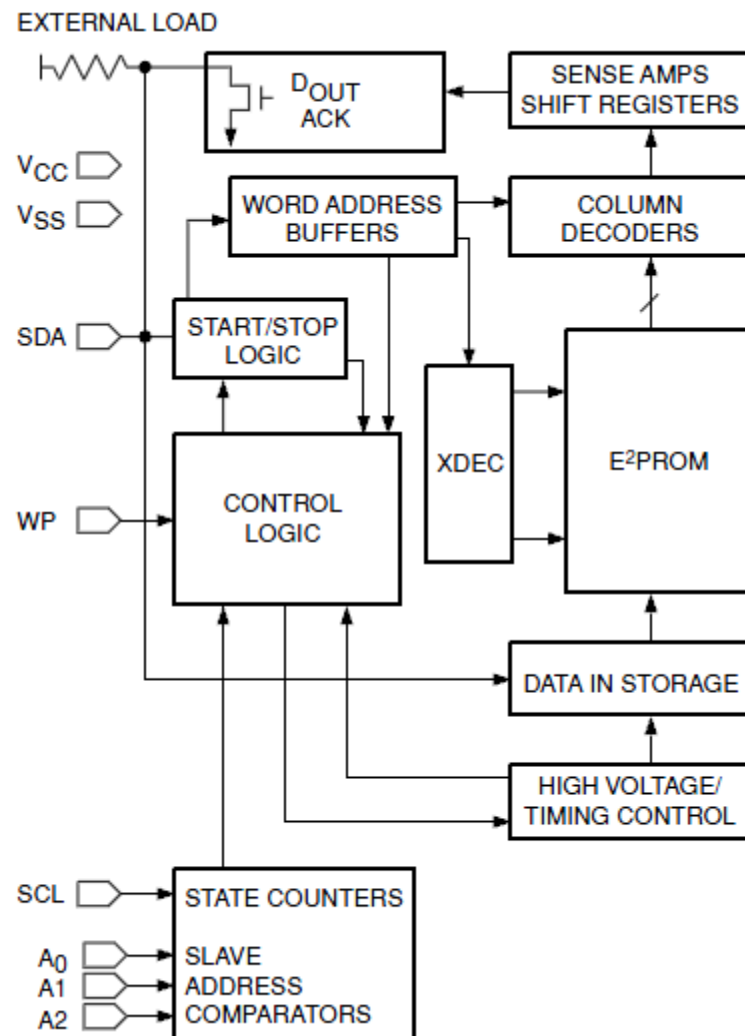 EXTERNAL LOAD
DOUT
ACK
SENSE AMPS
SHIFT REGISTERS
VCC
VSS
WORD ADDRESS
BUFFERS
COLUMN
DECODERS
SDA
START/STOP
LOGIC
XDEC
E²PROM
WP
CONTROL
LOGIC
DATA IN STORAGE
HIGH VOLTAGE/
TIMING CONTROL
SCL
STATE COUNTERS
A0
SLAVE
A1
ADDRESS
A2
COMPARATORS